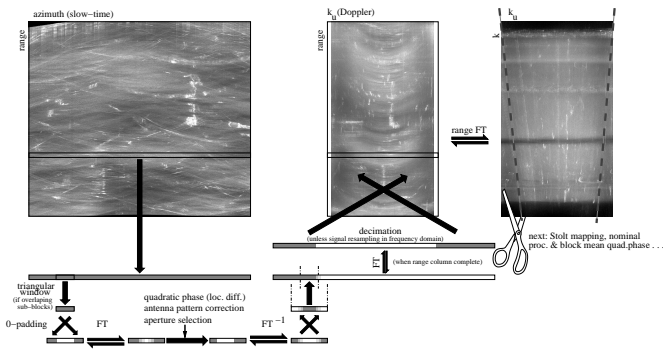 azimuth (slow−time)
range
k_u (Doppler)
range
k_u
k
range FT
decimation
(unless signal resampling in frequency domain)
next: Stolt mapping, nominal
proc. & block mean quad.phase . . .
FT
(when range column complete)
triangular
window
(if overlaping
sub−blocks)
quadratic phase (loc. diff.)
antenna pattern correction
aperture selection
0−padding
FT
FT −1